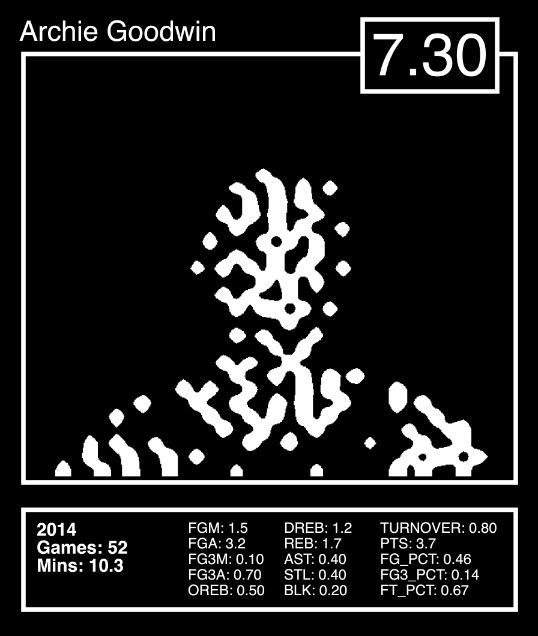 Archie Goodwin
7.30
2014
Games: 52
Mins: 10.3
FGM: 1.5
FGA: 3.2
FG3M: 0.10
FG3A: 0.70
OREB: 0.50
DREB: 1.2
REB: 1.7
AST: 0.40
STL: 0.40
BLK: 0.20
TURNOVER: 0.80
PTS: 3.7
FG_PCT: 0.46
FG3_PCT: 0.14
FT_PCT: 0.67